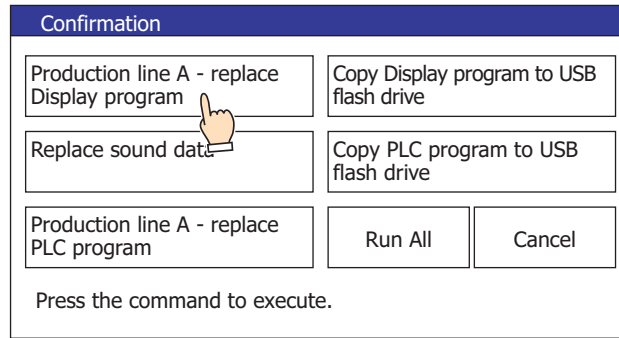 Confirmation
Production line A - replace
Display program
Copy Display program to USB
flash drive
Replace sound data
Copy PLC program to USB
flash drive
Production line A - replace
PLC program
Run All
Cancel
Press the command to execute.